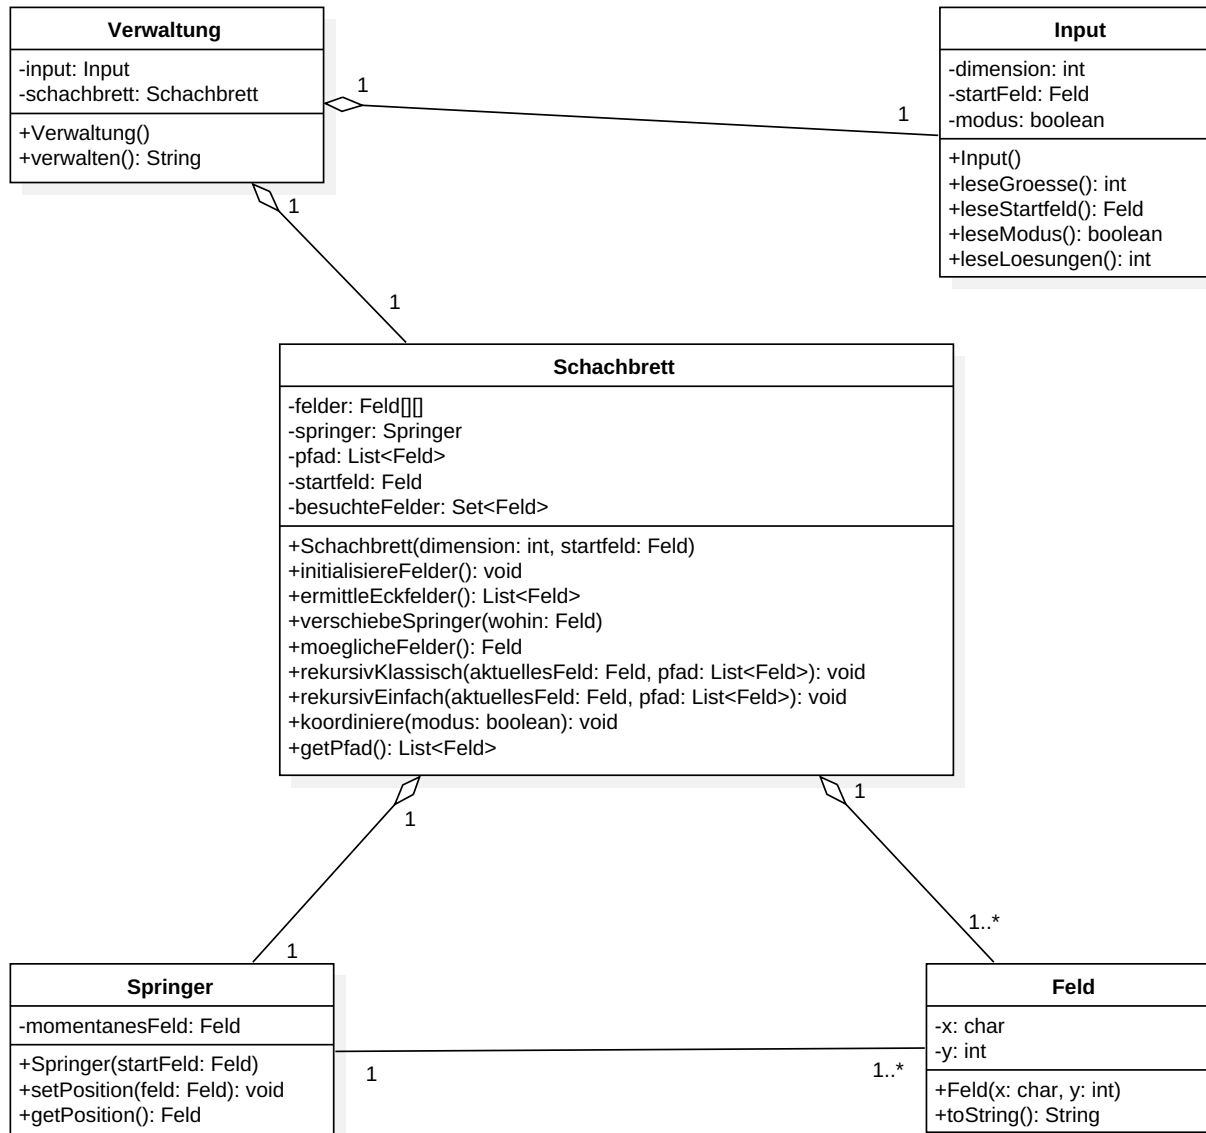 Verwaltung
-input: Input
-schachbrett: Schachbrett
+Verwaltung()
+verwalten(): String
1
1
Input
-dimension: int
-startFeld: Feld
-modus: boolean
+Input()
+leseGroesse(): int
+leseStartfeld(): Feld
+leseModus(): boolean
+leseLoesungen(): int
1
1
Schachbrett
-felder: Feld[][]
-springer: Springer
-pfad: List<Feld>
-startfeld: Feld
-besuchteFelder: Set<Feld>
+Schachbrett(dimension: int, startfeld: Feld)
+initialisiereFelder(): void
+ermittleEckfelder(): List<Feld>
+verschiebeSpringer(wohin: Feld)
+moeglicheFelder(): Feld
+rekursivKlassisch(aktuellesFeld: Feld, pfad: List<Feld>): void
+rekursivEinfach(aktuellesFeld: Feld, pfad: List<Feld>): void
+koordiniere(modus: boolean): void
+getPfad(): List<Feld>
1
1
1
1..*
Springer
-momentanesFeld: Feld
+Springer(startFeld: Feld)
+setPosition(feld: Feld): void
+getPosition(): Feld
1
1..*
Feld
-x: char
-y: int
+Feld(x: char, y: int)
+toString(): String